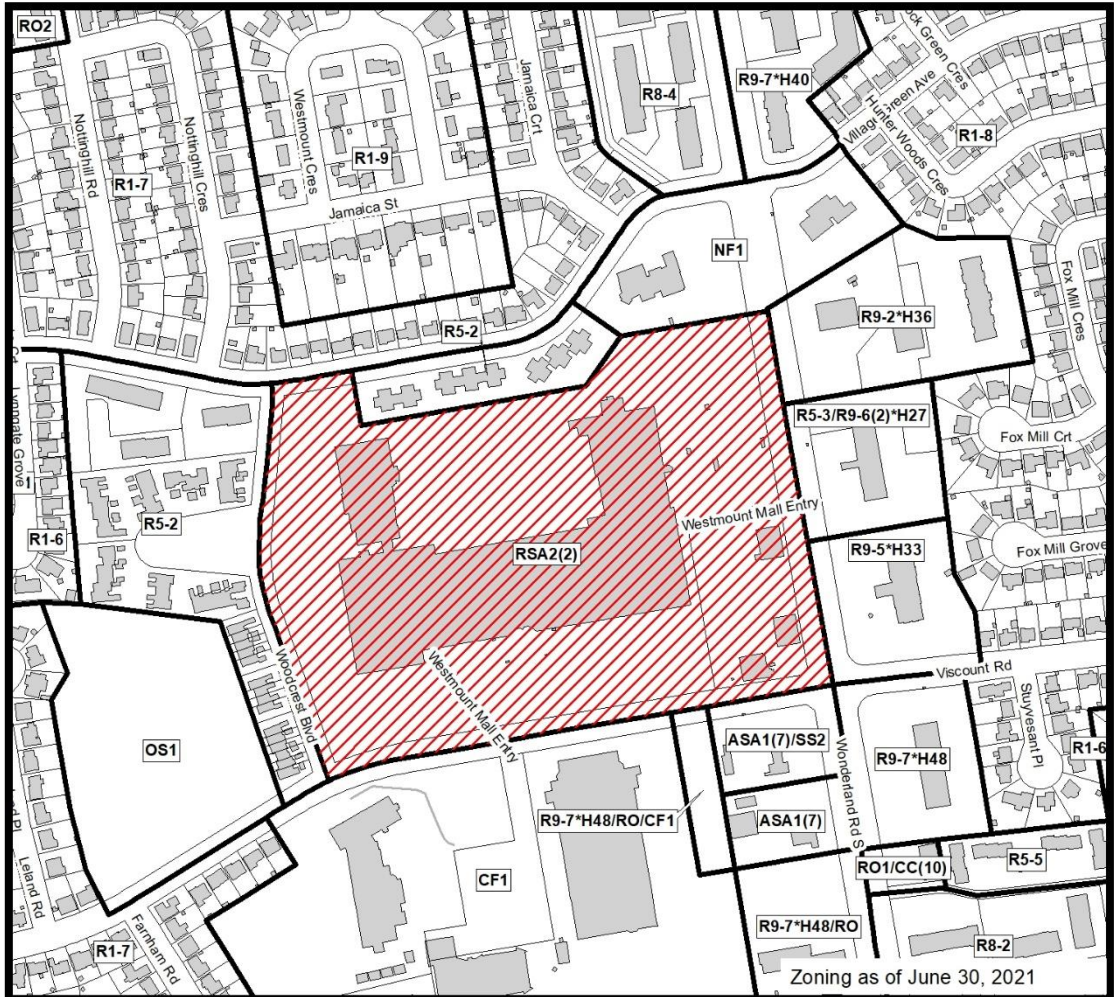 RO2
Nottinghill Rd
R1-7
Nottinghill Cres
Westmount Cres
R1-9
Jamaica St
Jamaica Crt
R8-4
R9-7*H40
Village Green Ave
Hunter Woods Cres
Green Cres
R1-8
NF1
Fox Mill Cres
R5-2
R9-2*H36
R5-3/R9-6(2)*H27
Fox Mill Crt
Crt
Lynngate Grove
R5-2
R1-6
Westmount Mall Entry
RSA2(2)
R9-5*H33
Fox Mill Grove
Viscount Rd
Woodcrest Blvd
Westmount Mall Entry
OS1
ASA1(7)/SS2
Wonderland Rd S
R9-7*H48
Stuyvesant Pl
R1-6
R9-7*H48/RO/CF1
ASA1(7)
Pl
Leland Rd
CF1
RO1/CC(10)
R5-5
R1-7
Farnham Rd
R9-7*H48/RO
R8-2
Zoning as of June 30, 2021